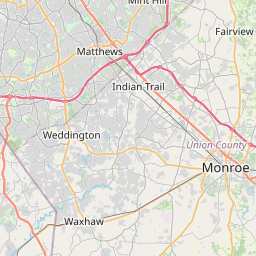 Mint Hill
Fairview
Matthews
Indian Trail
Weddington
Union County
Monroe
Waxhaw